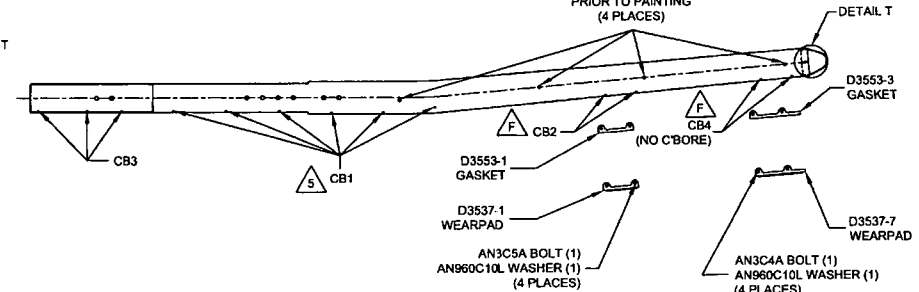 PRIOR TO PAINTING
(4 PLACES)
DETAIL T
T
D3553-3
GASKET
F
CB2
F
CB4
(NO C'BORE)
CB3
5
CB1
D3553-1
GASKET
D3537-1
WEARPAD
D3537-7
WEARPAD
AN3C5A BOLT (1)
AN960C10L WASHER (1)
(4 PLACES)
AN3C4A BOLT (1)
AN960C10L WASHER (1)
(4 PLACES)